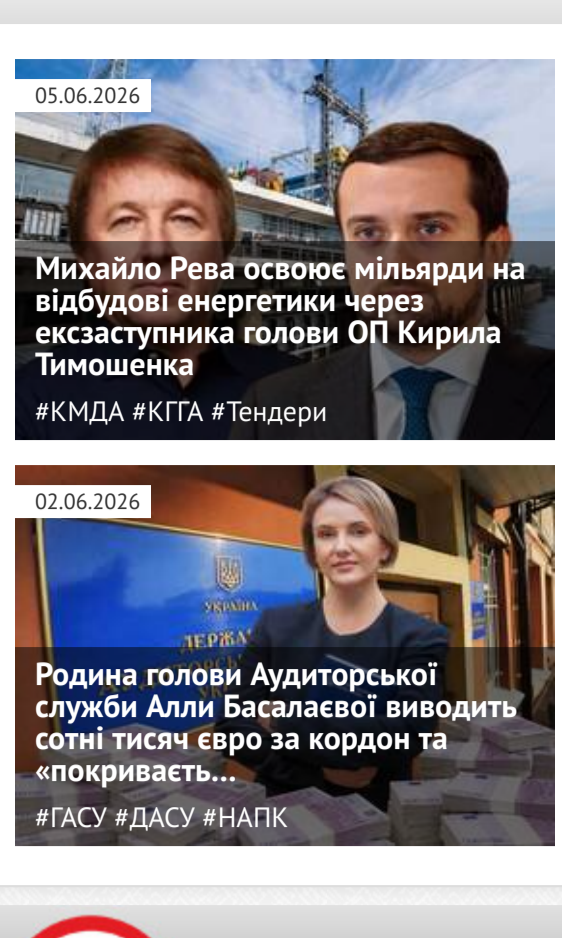 05.06.2026
Михайло Рева освоює мільярди на
відбудові енергетики через
ексзаступника голови ОП Кирила
Тимошенка
#КМДА #КГГА #Тендери
02.06.2026
УКРАЇНА
ДЕРЖА
Родина голови Аудиторської
служби Алли Басалаєвої виводить
сотні тисяч євро за кордон та
«покриваєть...
#ГАСУ #ДАСУ #НАПК